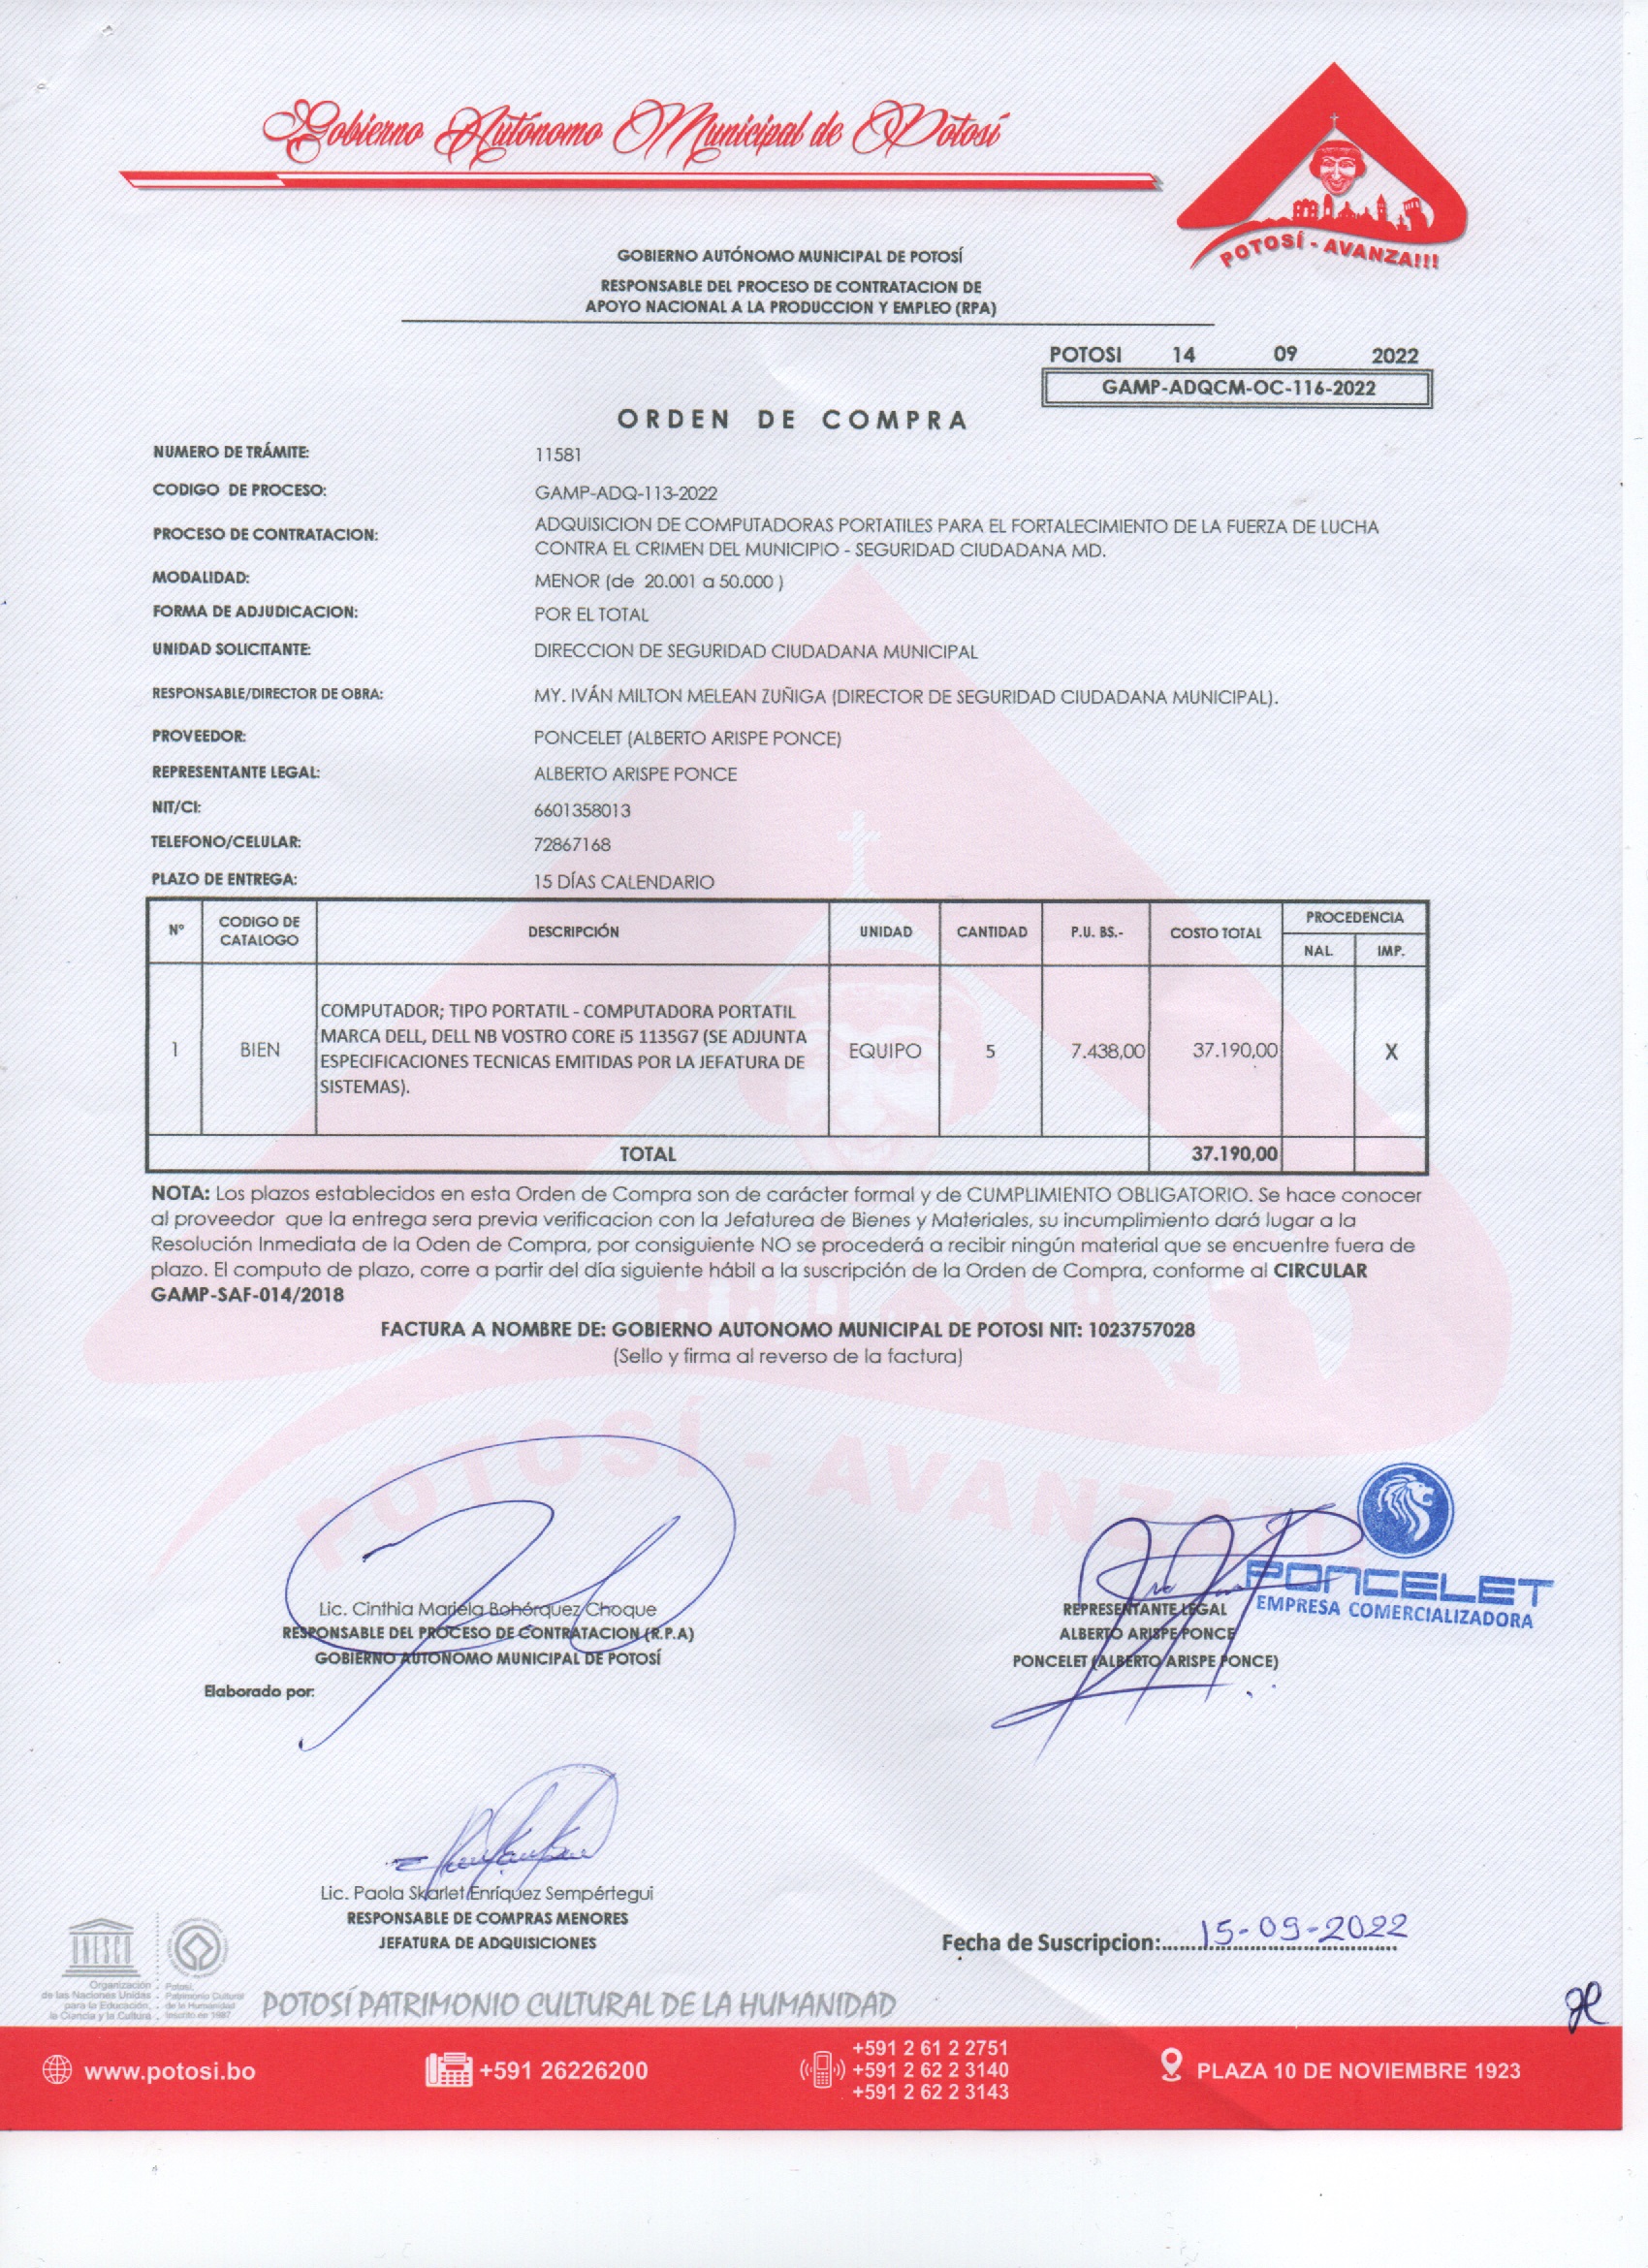 Gobierno Autónomo Municipal de Potosí
POTOSÍ - AVANZA!!!
GOBIERNO AUTÓNOMO MUNICIPAL DE POTOSÍ
RESPONSABLE DEL PROCESO DE CONTRATACION DE
APOYO NACIONAL A LA PRODUCCION Y EMPLEO (RPA)
POTOSI 14 09 2022
GAMP-ADQCM-OC-116-2022
ORDEN DE COMPRA
NUMERO DE TRÁMITE: 11581
CODIGO DE PROCESO: GAMP-ADQ-113-2022
PROCESO DE CONTRATACION: ADQUISICION DE COMPUTADORAS PORTATILES PARA EL FORTALECIMIENTO DE LA FUERZA DE LUCHA
CONTRA EL CRIMEN DEL MUNICIPIO - SEGURIDAD CIUDADANA MD.
MODALIDAD: MENOR (de 20.001 a 50.000 )
FORMA DE ADJUDICACION: POR EL TOTAL
UNIDAD SOLICITANTE: DIRECCION DE SEGURIDAD CIUDADANA MUNICIPAL
RESPONSABLE/DIRECTOR DE OBRA: MY. IVÁN MILTON MELEAN ZUÑIGA (DIRECTOR DE SEGURIDAD CIUDADANA MUNICIPAL).
PROVEEDOR: PONCELET (ALBERTO ARISPE PONCE)
REPRESENTANTE LEGAL: ALBERTO ARISPE PONCE
NIT/CI: 6601358013
TELEFONO/CELULAR: 72867168
PLAZO DE ENTREGA: 15 DÍAS CALENDARIO
Nº CODIGO DE CATALOGO DESCRIPCIÓN UNIDAD CANTIDAD P.U. BS.- COSTO TOTAL PROCEDENCIA
NAL IMP.
COMPUTADOR; TIPO PORTATIL - COMPUTADORA PORTATIL
MARCA DELL, DELL NB VOSTRO CORE i5 1135G7 (SE ADJUNTA
1 BIEN ESPECIFICACIONES TECNICAS EMITIDAS POR LA JEFATURA DE EQUIPO 5 7.438,00 37.190,00 X
SISTEMAS).
TOTAL 37.190,00
NOTA: Los plazos establecidos en esta Orden de Compra son de carácter formal y de CUMPLIMIENTO OBLIGATORIO. Se hace conocer
al proveedor que la entrega sera previa verificacion con la Jefaturea de Bienes y Materiales, su incumplimiento dará lugar a la
Resolución Inmediata de la Oden de Compra, por consiguiente NO se procederá a recibir ningún material que se encuentre fuera de
plazo. El computo de plazo, corre a partir del día siguiente hábil a la suscripción de la Orden de Compra, conforme al CIRCULAR
GAMP-SAF-014/2018
FACTURA A NOMBRE DE: GOBIERNO AUTONOMO MUNICIPAL DE POTOSI NIT: 1023757028
(Sello y firma al reverso de la factura)
POTOSÍ - AVANZA
PONCELET
EMPRESA COMERCIALIZADORA
Lic. Cinthia Mariela Bohórquez Choque
RESPONSABLE DEL PROCESO DE CONTRATACION (R.P.A)
GOBIERNO AUTONOMO MUNICIPAL DE POTOSÍ
REPRESENTANTE LEGAL
ALBERTO ARISPE PONCE
PONCELET (ALBERTO ARISPE PONCE)
Elaborado por:
Lic. Paola Skarlet Enríquez Sempértegui
RESPONSABLE DE COMPRAS MENORES
JEFATURA DE ADQUISICIONES
Fecha de Suscripcion:.......15-09-2022
UNESCO
Organización
de las Naciones Unidas
para la Educación,
la Ciencia y la Cultura
Potosí,
Patrimonio Cultural
de la Humanidad
inscrito en 1987
POTOSÍ PATRIMONIO CULTURAL DE LA HUMANIDAD
www.potosi.bo
+591 26226200
+591 2 61 2 2751
+591 2 62 2 3140
+591 2 62 2 3143
PLAZA 10 DE NOVIEMBRE 1923